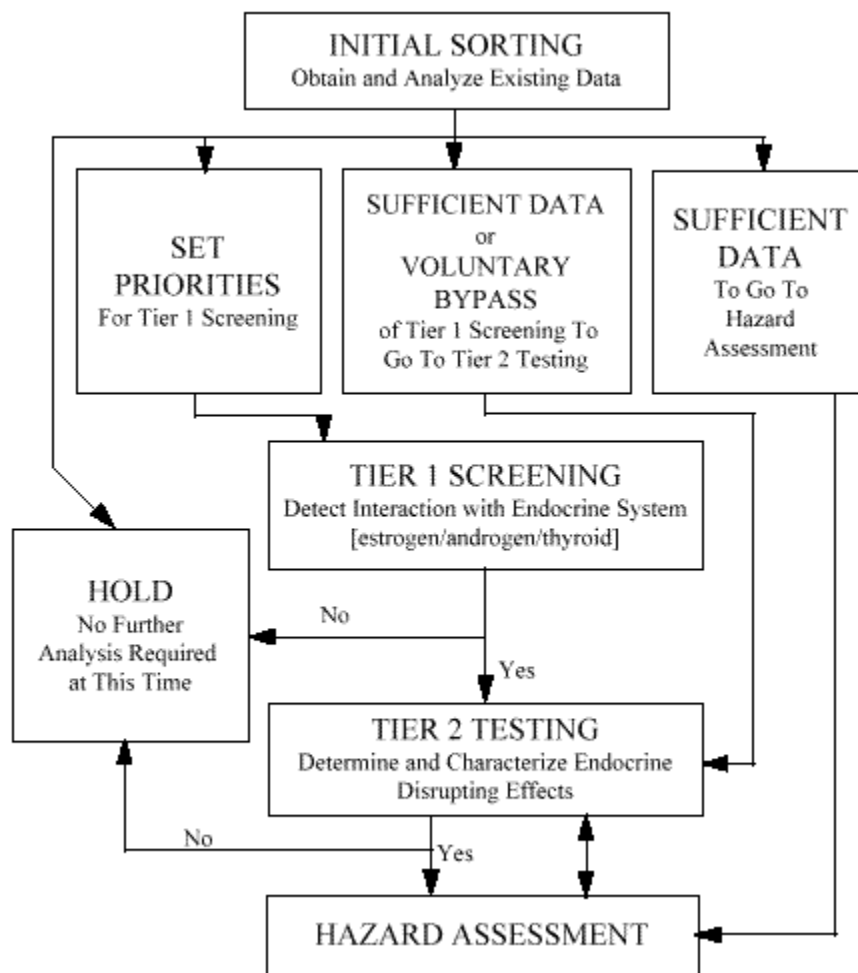 INITIAL SORTING
Obtain and Analyze Existing Data
SET
PRIORITIES
For Tier 1 Screening
SUFFICIENT DATA
or
VOLUNTARY
BYPASS
of Tier 1 Screening To
Go To Tier 2 Testing
SUFFICIENT
DATA
To Go To
Hazard
Assessment
TIER 1 SCREENING
Detect Interaction with Endocrine System
[estrogen/androgen/thyroid]
HOLD
No Further
Analysis Required
at This Time
No
Yes
TIER 2 TESTING
Determine and Characterize Endocrine
Disrupting Effects
No
Yes
HAZARD ASSESSMENT